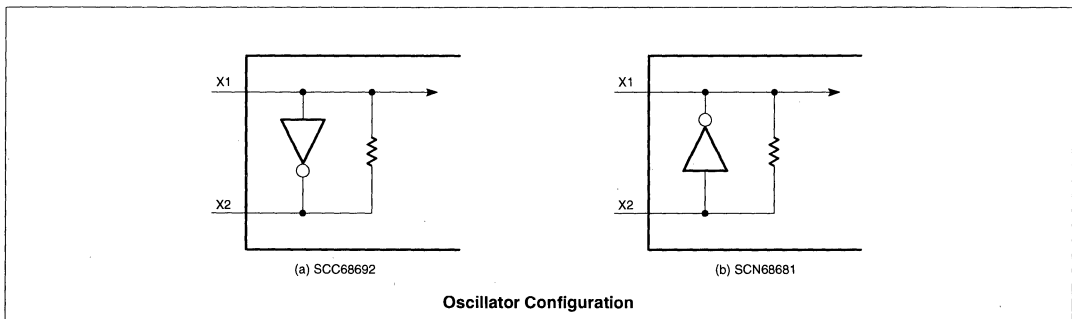 X1
X2
(a) SCC68692
X1
X2
(b) SCN68681
Oscillator Configuration